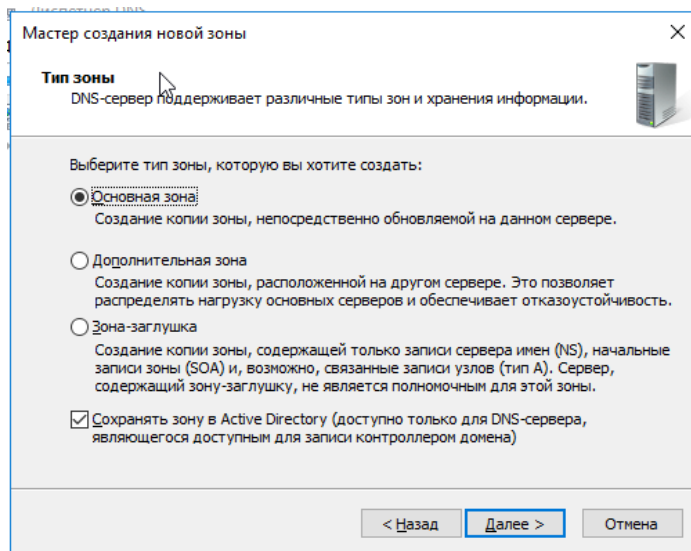 Диспетчер DNS
Мастер создания новой зоны
Тип зоны
DNS-сервер поддерживает различные типы зон и хранения информации.
Выберите тип зоны, которую вы хотите создать:
Основная зона
Создание копии зоны, непосредственно обновляемой на данном сервере.
Дополнительная зона
Создание копии зоны, расположенной на другом сервере. Это позволяет
распределять нагрузку основных серверов и обеспечивает отказоустойчивость.
Зона-заглушка
Создание копии зоны, содержащей только записи сервера имен (NS), начальные
записи зоны (SOA) и, возможно, связанные записи узлов (тип A). Сервер,
содержащий зону-заглушку, не является полномочным для этой зоны.
Сохранять зону в Active Directory (доступно только для DNS-сервера,
являющегося доступным для записи контроллером домена)
< Назад
Далее >
Отмена